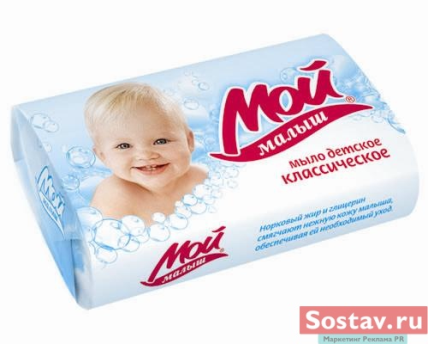 Мой
малыш®
мыло детское
классическое
Норковый жир и глицерин
смягчают нежную кожу малыша,
обеспечивая ей необходимый уход.
Мой
малыш
Sostav.ru
Маркетинг Реклама PR